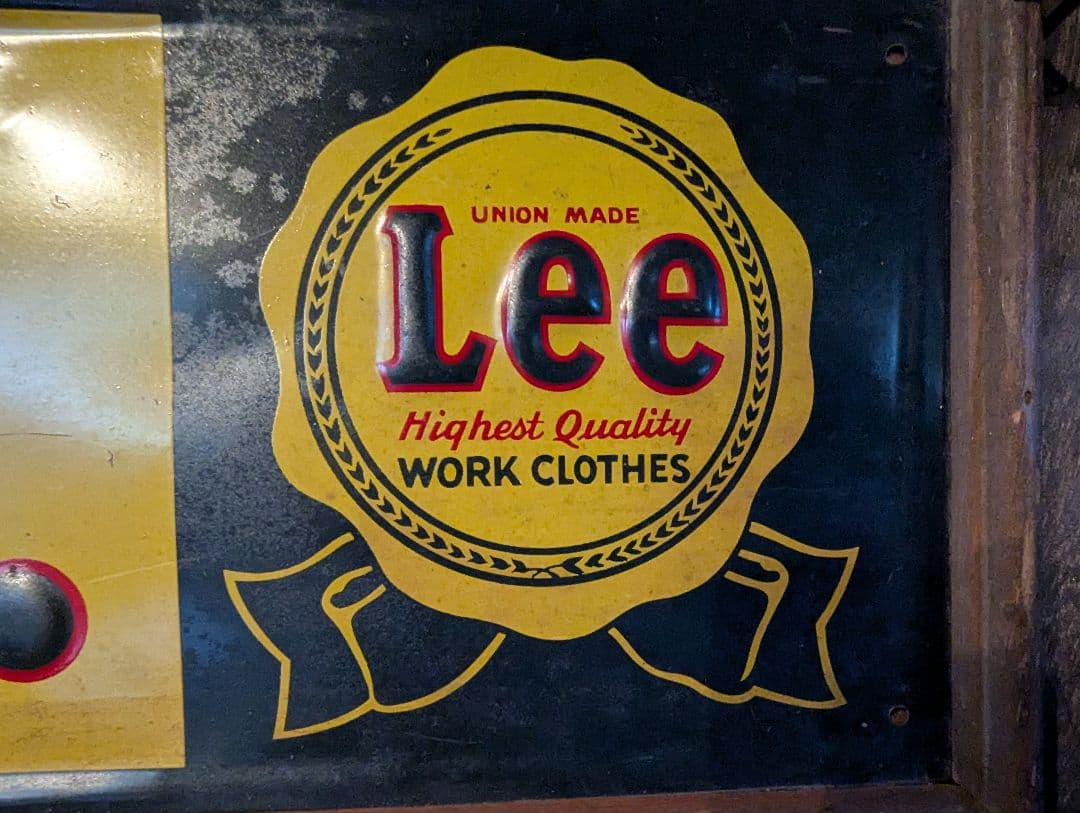 UNION MADE
Lee
Highest Quality
WORK CLOTHES